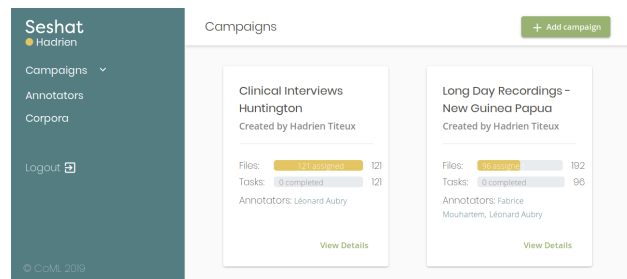 Seshat
Hadrien
Campaigns
Annotators
Corpora
Logout
© CoML 2019
Campaigns
+ Add campaign
Clinical Interviews
Huntington
Created by Hadrien Titeux
Files: 121 assigned 121
Tasks: 0 completed 121
Annotators: Léonard Aubry
View Details
Long Day Recordings -
New Guinea Papua
Created by Hadrien Titeux
Files: 96 assigned 192
Tasks: 0 completed 96
Annotators: Fabrice
Mouhartem, Léonard Aubry
View Details